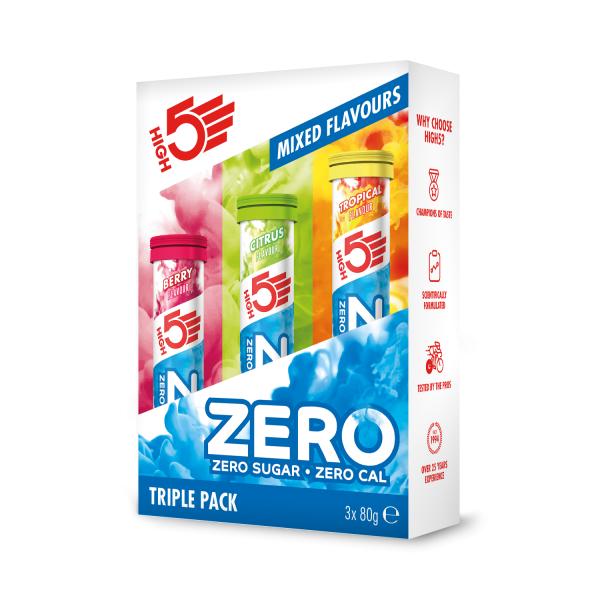 HIGH5
MIXED FLAVOURS
BERRY
FLAVOUR
HIGH5
ZERO
CITRUS
FLAVOUR
HIGH5
ZERO
TROPICAL
FLAVOUR
HIGH5
ZERO
ZERO
ZERO SUGAR • ZERO CAL
TRIPLE PACK
3x 80g ℮
WHY CHOOSE
HIGH5?
CHAMPIONS OF TASTE
SCIENTIFICALLY
FORMULATED
TESTED BY THE PROS
1994
OVER 25 YEARS
EXPERIENCE